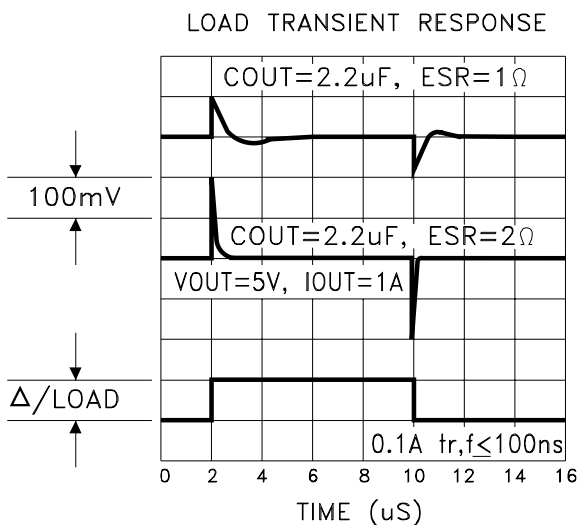 LOAD TRANSIENT RESPONSE
COUT=2.2uF, ESR=1Ω
100mV
COUT=2.2uF, ESR=2Ω
VOUT=5V, IOUT=1A
Δ/LOAD
0.1A tr,f≤100ns
0 2 4 6 8 10 12 14 16
TIME (uS)